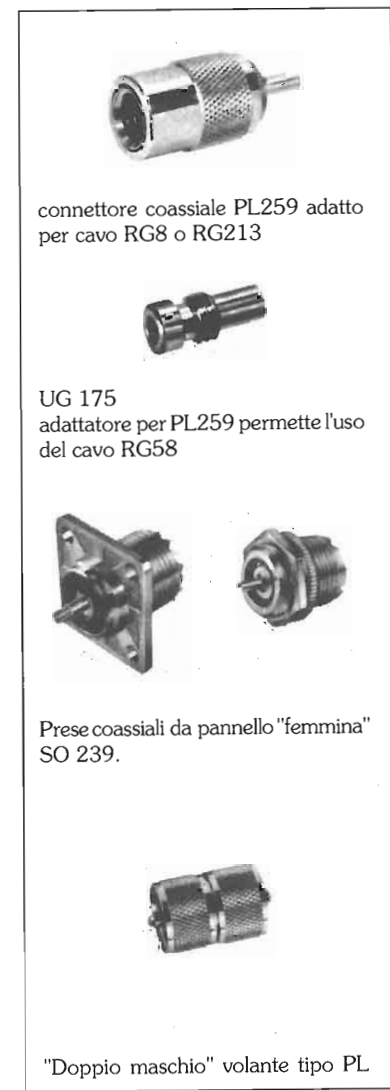 connettore coassiale PL259 adatto
per cavo RG8 o RG213
UG 175
adattatore per PL259 permette l'uso
del cavo RG58
Prese coassiali da pannello "femmina"
SO 239.
"Doppio maschio" volante tipo PL